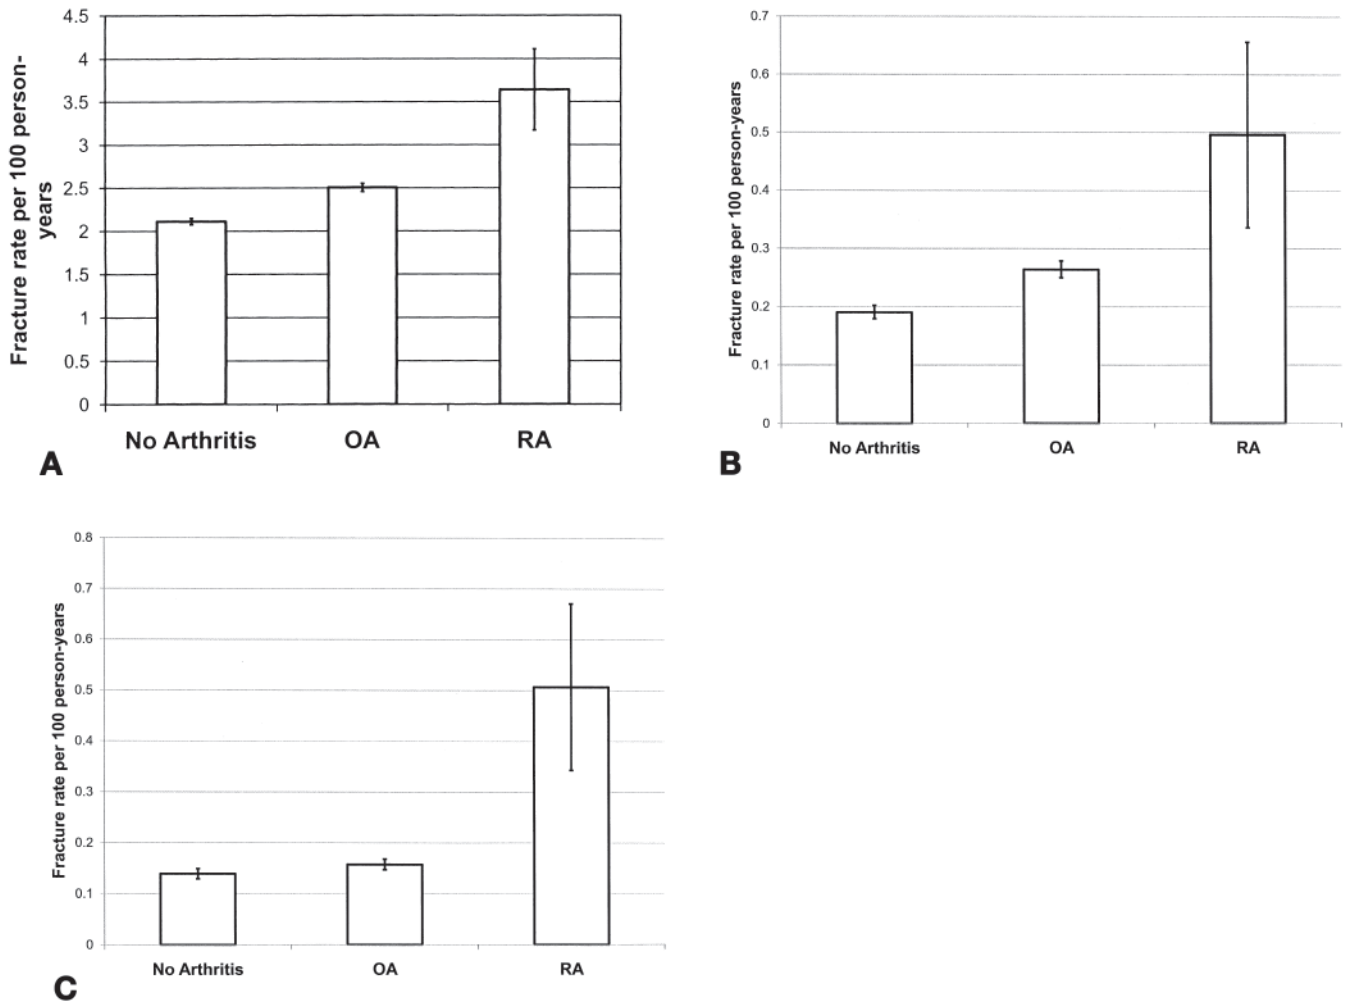 4.5
4
3.5
3
2.5
2
1.5
1
0.5
0
Fracture rate per 100 person-
years
No Arthritis OA RA
A
0.7
0.6
0.5
0.4
0.3
0.2
0.1
0
Fracture rate per 100 person-years
No Arthritis OA RA
B
0.8
0.7
0.6
0.5
0.4
0.3
0.2
0.1
0
Fracture rate per 100 person-years
No Arthritis OA RA
C